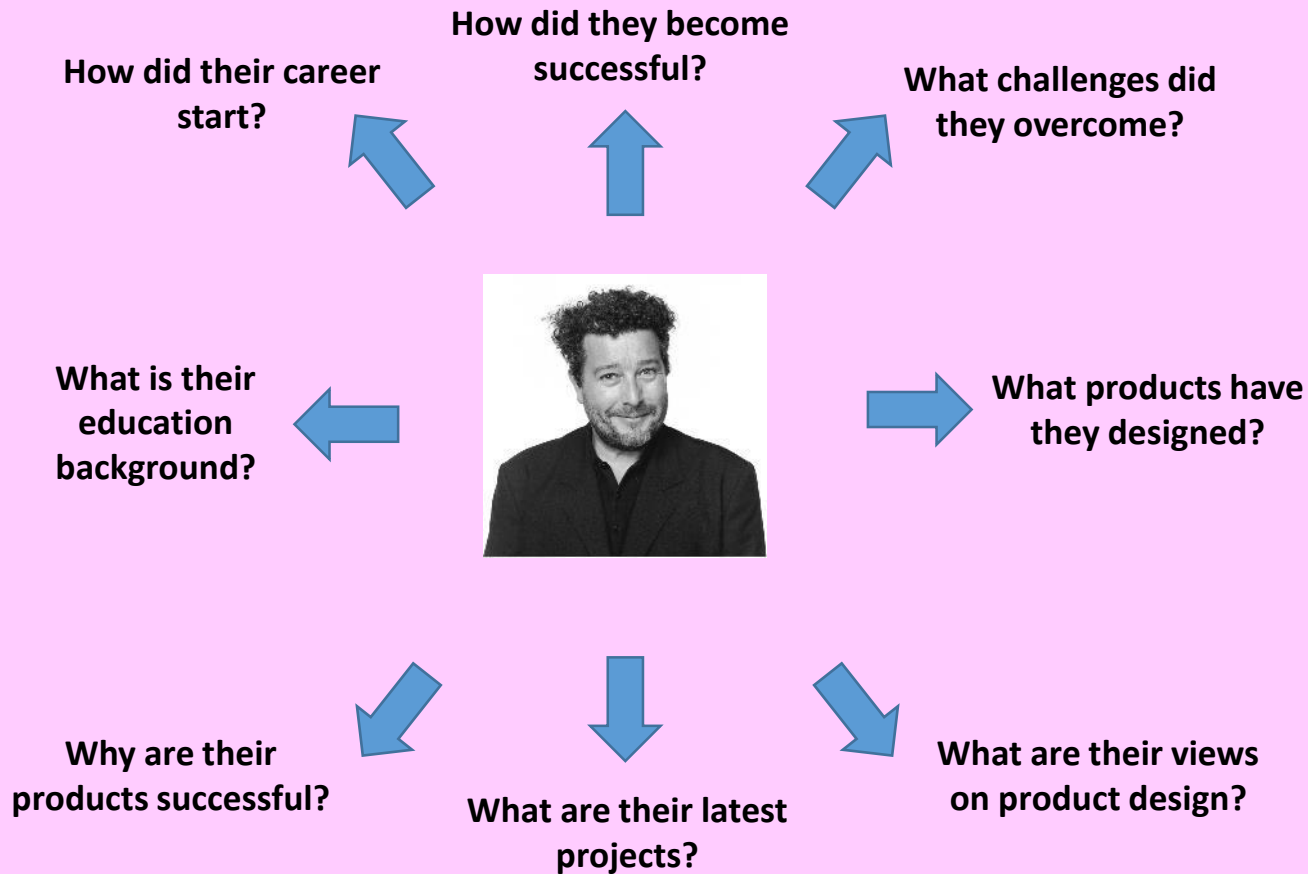 How did they become
successful?
How did their career
start?
What challenges did
they overcome?
What is their
education
background?
What products have
they designed?
Why are their
products successful?
What are their latest
projects?
What are their views
on product design?